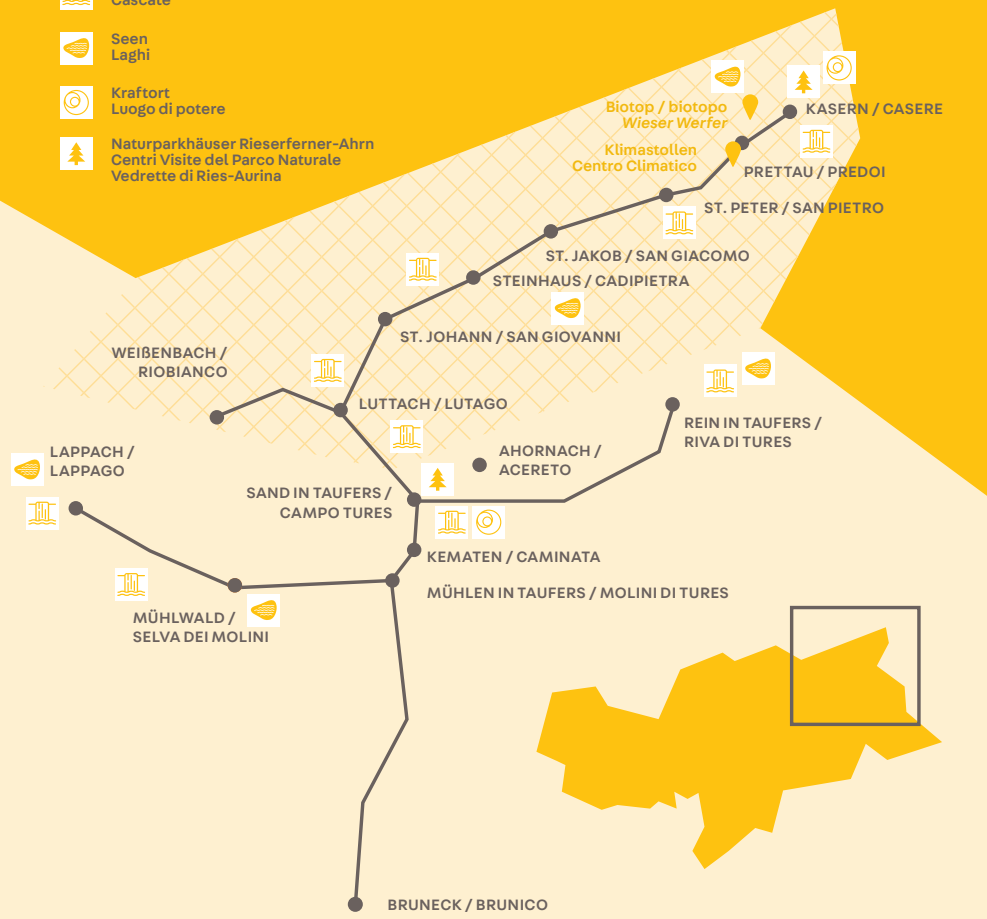 Cascate
Seen
Laghi
Kraftort
Luogo di potere
Naturparkhäuser Rieserferner-Ahrn
Centri Visite del Parco Naturale
Vedrette di Ries-Aurina
Biotop / biotopo
Wieser Werfer
KASERN / CASERE
Klimastollen
Centro Climatico
PRETTAU / PREDOI
ST. PETER / SAN PIETRO
ST. JAKOB / SAN GIACOMO
STEINHAUS / CADIPIETRA
ST. JOHANN / SAN GIOVANNI
WEIßENBACH /
RIOBIANCO
LUTTACH / LUTAGO
REIN IN TAUFERS /
RIVA DI TURES
LAPPACH /
LAPPAGO
AHORNACH /
ACERETO
SAND IN TAUFERS /
CAMPO TURES
KEMATEN / CAMINATA
MÜHLEN IN TAUFERS / MOLINI DI TURES
MÜHLWALD /
SELVA DEI MOLINI
BRUNECK / BRUNICO